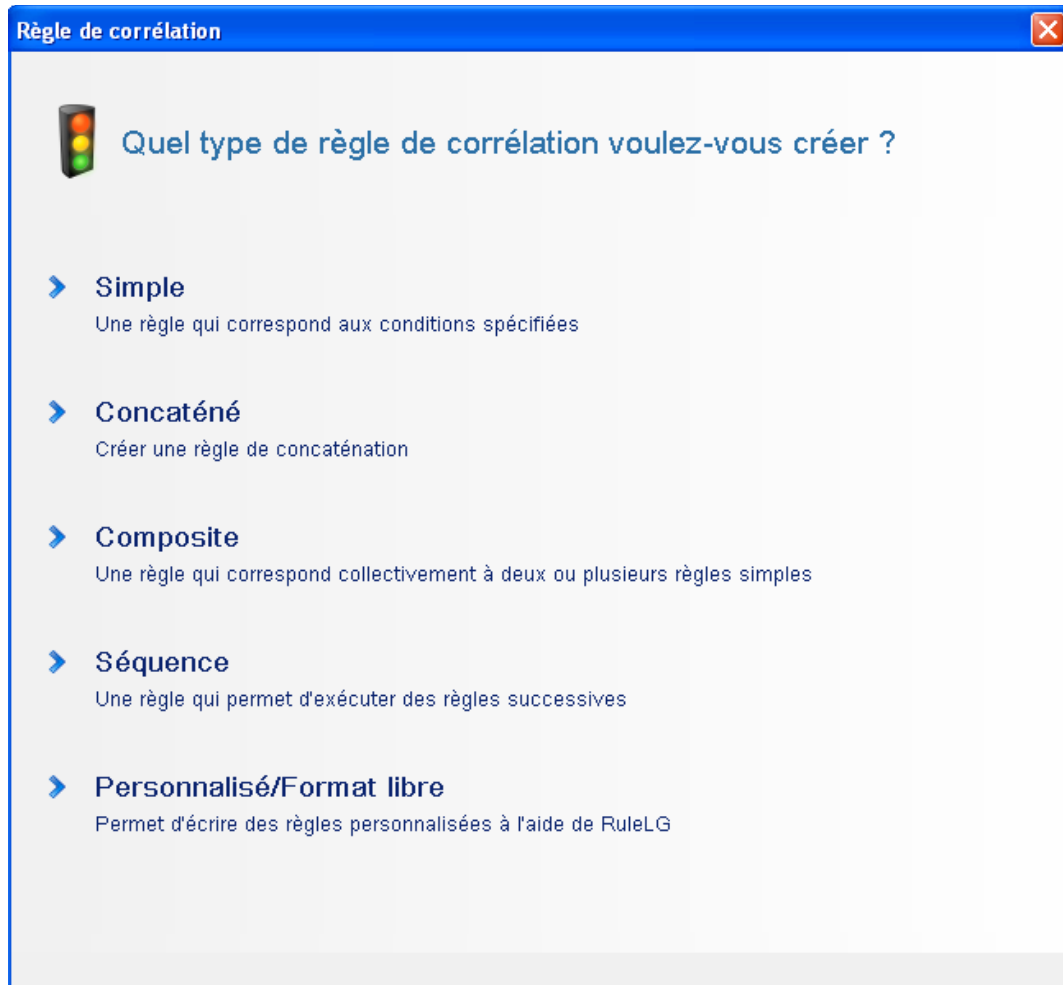 Règle de corrélation
Quel type de règle de corrélation voulez-vous créer ?
Simple
Une règle qui correspond aux conditions spécifiées
Concaténé
Créer une règle de concaténation
Composite
Une règle qui correspond collectivement à deux ou plusieurs règles simples
Séquence
Une règle qui permet d'exécuter des règles successives
Personnalisé/Format libre
Permet d'écrire des règles personnalisées à l'aide de RuleLG